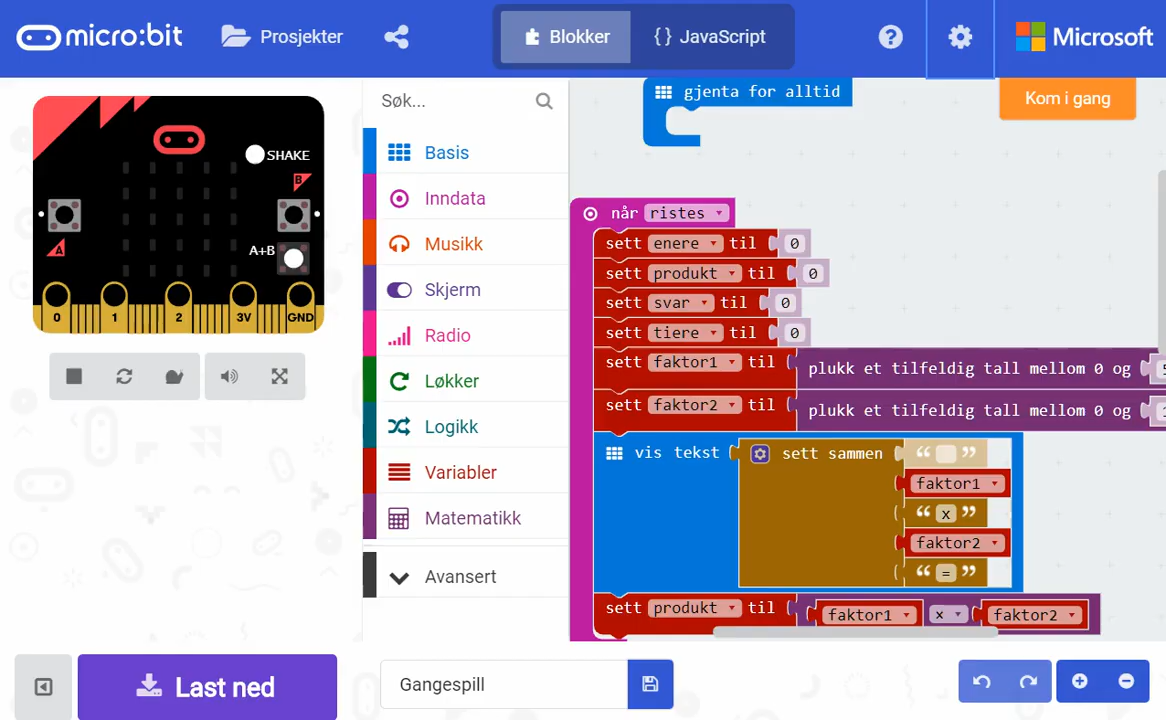 micro:bit Prosjekter Blokker { } JavaScript ? Microsoft
Søk...
Basis
Inndata
Musikk
Skjerm
Radio
Løkker
Logikk
Variabler
Matematikk
Avansert
SHAKE
B
A
A+B
0 1 2 3V GND
gjenta for alltid
Kom i gang
når ristes
sett enere til 0
sett produkt til 0
sett svar til 0
sett tiere til 0
sett faktor1 til plukk et tilfeldig tall mellom 0 og
sett faktor2 til plukk et tilfeldig tall mellom 0 og
vis tekst sett sammen “ ”
faktor1
“ x ”
faktor2
“ = ”
sett produkt til faktor1 x faktor2
Last ned
Gangespill